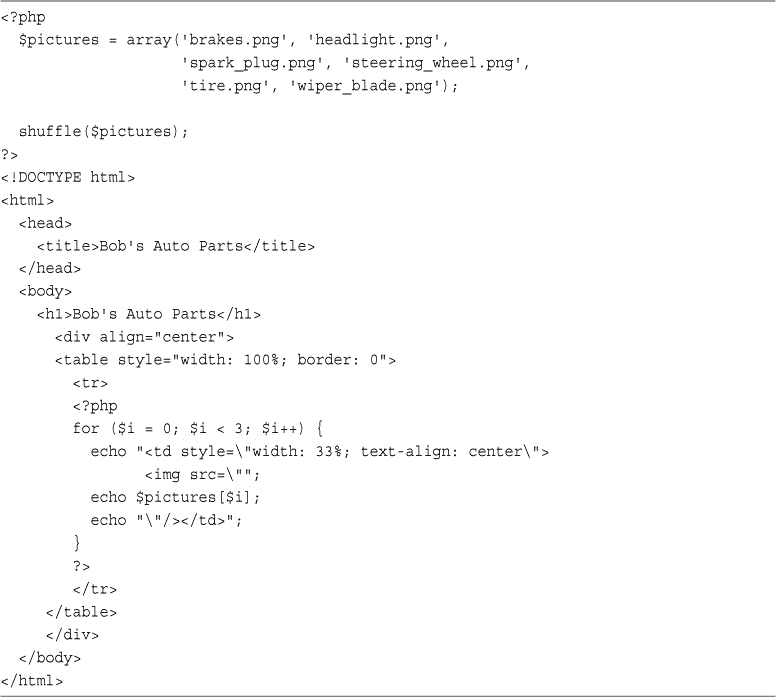 <?php
  $pictures = array('brakes.png', 'headlight.png',
                    'spark_plug.png', 'steering_wheel.png',
                    'tire.png', 'wiper_blade.png');

  shuffle($pictures);
?>
<!DOCTYPE html>
<html>
  <head>
    <title>Bob's Auto Parts</title>
  </head>
  <body>
    <h1>Bob's Auto Parts</h1>
      <div align="center">
      <table style="width: 100%; border: 0">
        <tr>
        <?php
        for ($i = 0; $i < 3; $i++) {
          echo "<td style=\"width: 33%; text-align: center\">
                <img src=\"";
          echo $pictures[$i];
          echo "\"/></td>";
        }
        ?>
        </tr>
     </table>
     </div>
  </body>
</html>